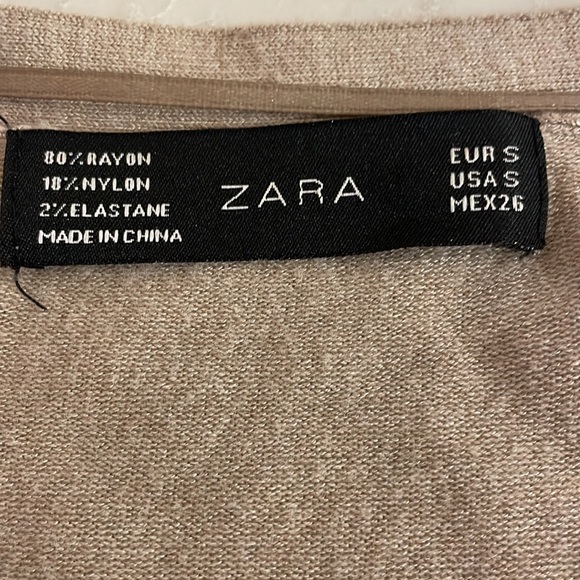 80% RAYON
18% NYLON
2% ELASTANE
MADE IN CHINA
ZARA
EUR S
USA S
MEX 26